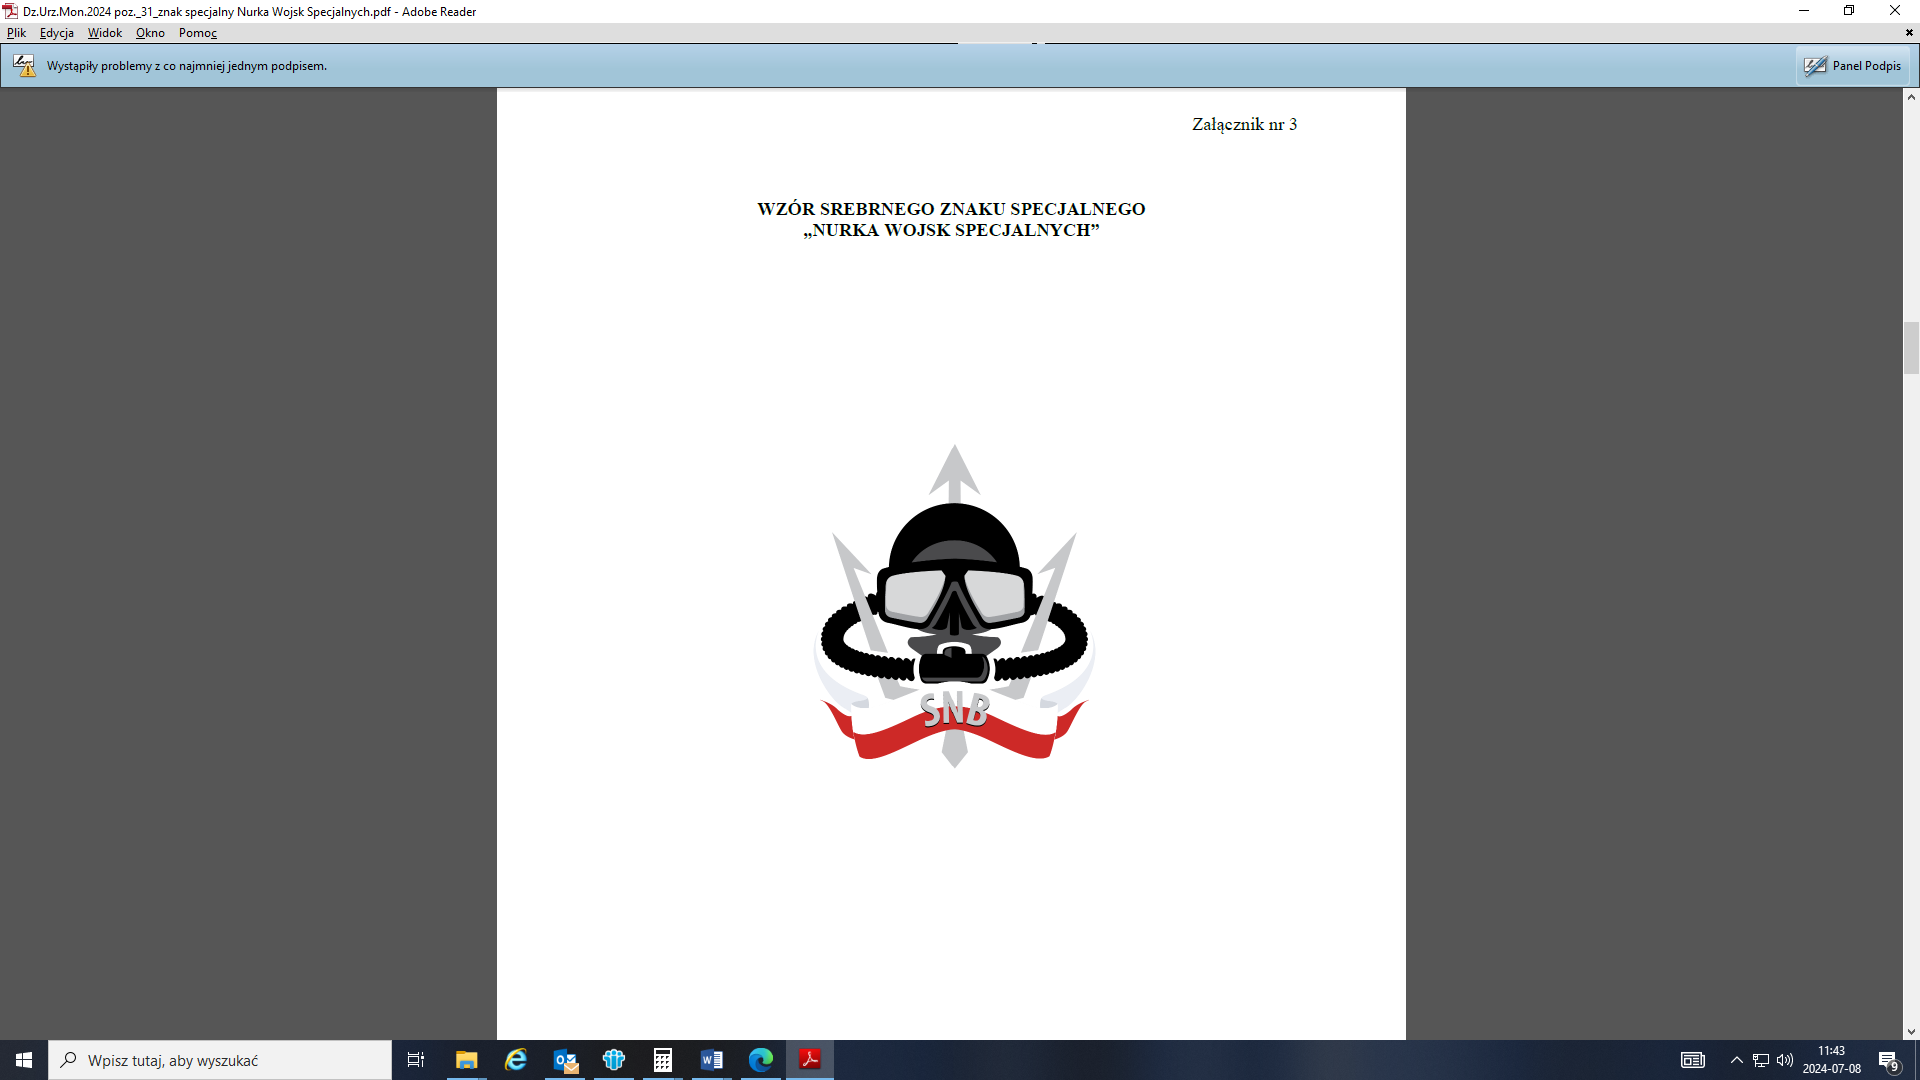 Dz.Urz.Mon.2024 poz._31_znak specjalny Nurka Wojsk Specjalnych.pdf - Adobe Reader
Plik Edycja Widok Okno Pomoc
Wystąpiły problemy z co najmniej jednym podpisem.
Panel Podpis
Załącznik nr 3
WZÓR SREBRNEGO ZNAKU SPECJALNEGO
„NURKA WOJSK SPECJALNYCH”
SNB
Wpisz tutaj, aby wyszukać
11:43
2024-07-08
9